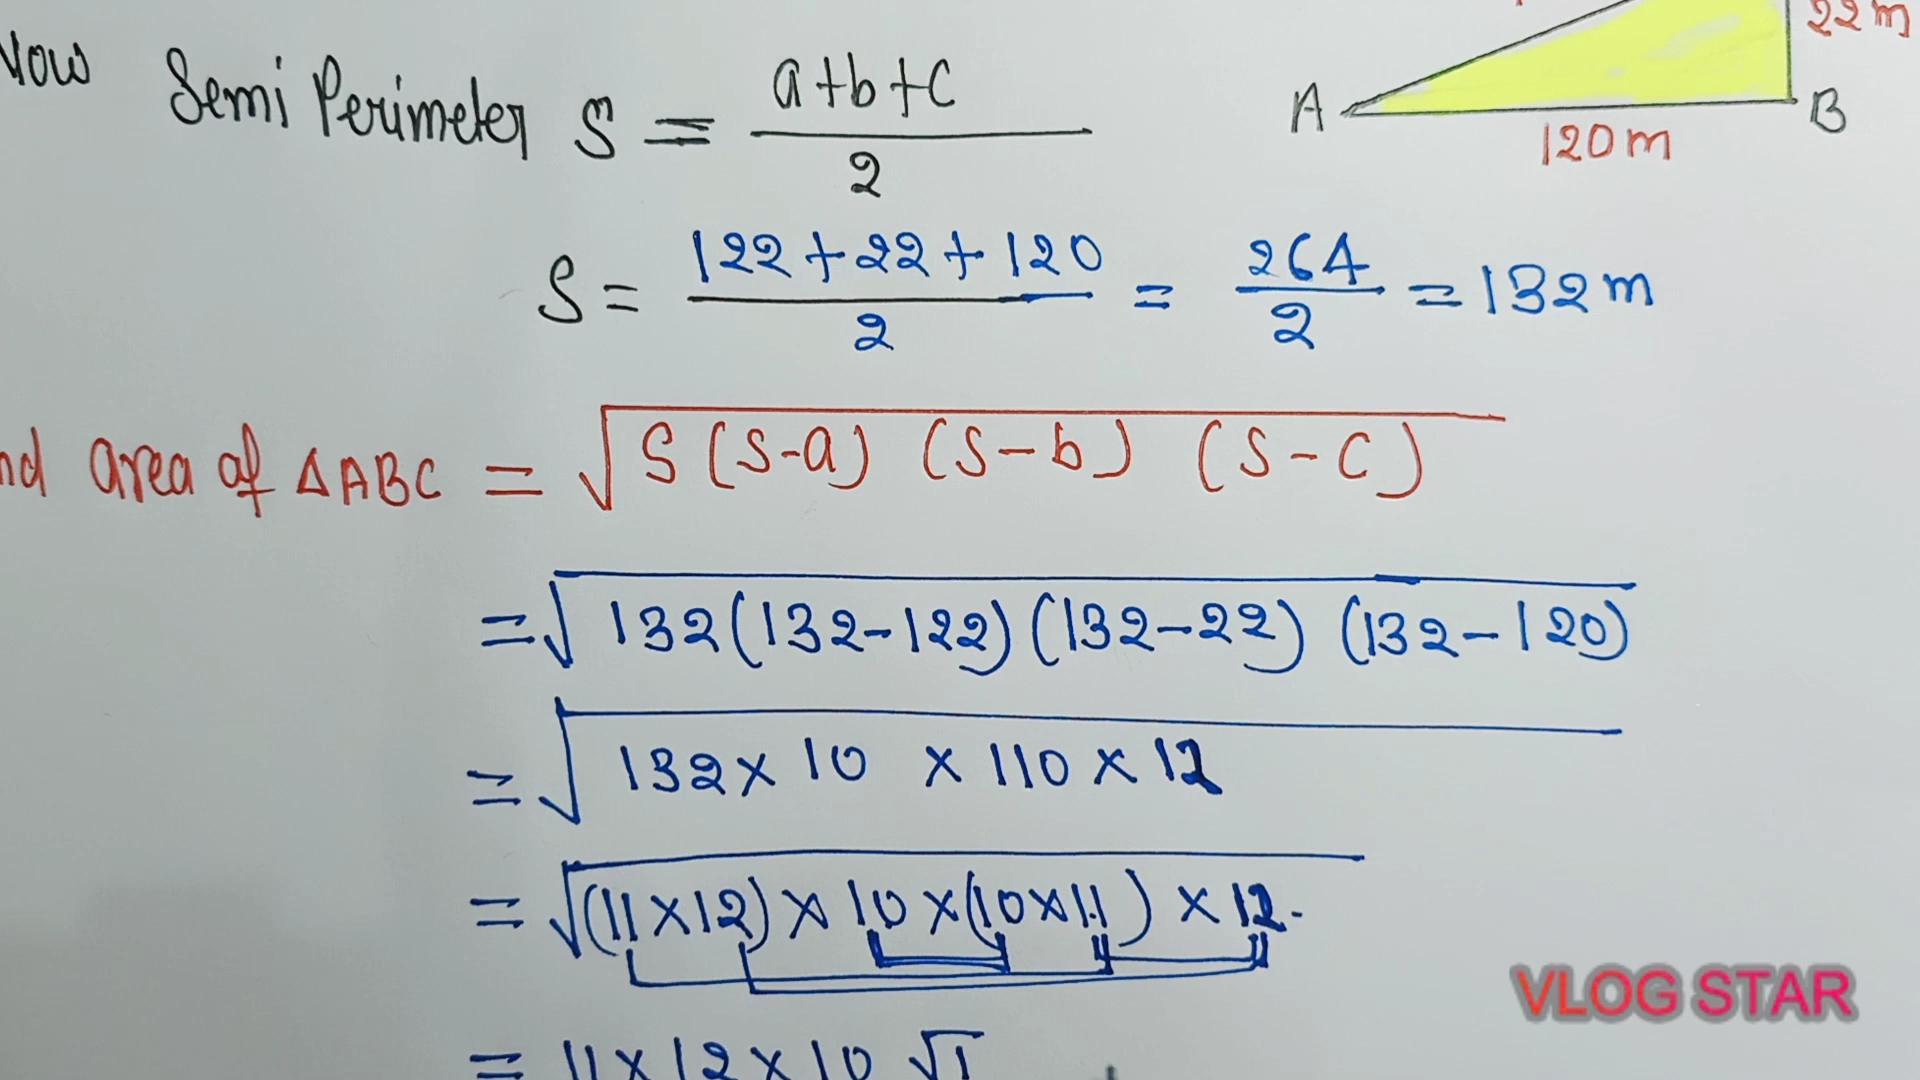 Now Semi Perimeter S = a+b+c / 2
22m
A B
120m
S = 122+22+120 / 2 = 264 / 2 = 132m
area of △ABC = √S(S-a) (S-b) (S-c)
= √132(132-122)(132-22) (132-120)
= √132× 10 × 110 × 12
= √(11×12)× 10×(10×11) × 12.
= 11×12×10 √1
VLOG STAR